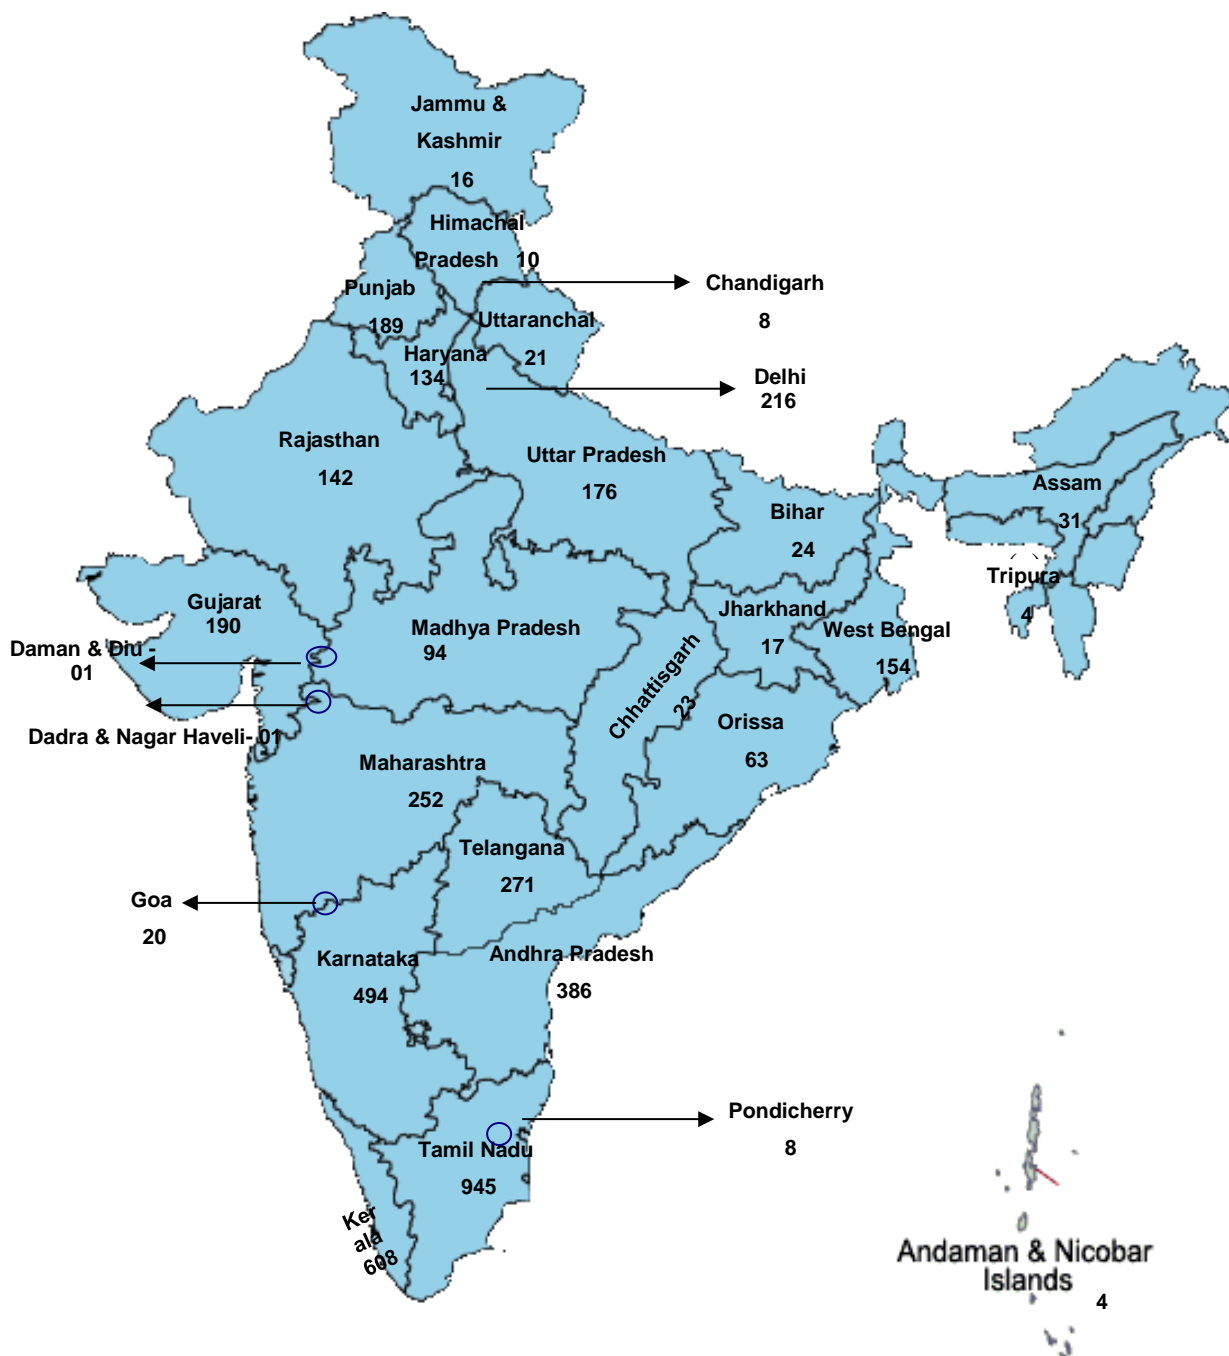 Jammu &
Kashmir
16
Himachal
Pradesh 10
Chandigarh
8
Punjab
189
Uttaranchal
21
Haryana
134
Delhi
216
Rajasthan
142
Uttar Pradesh
176
Assam
31
Bihar
24
Tripura
4
Gujarat
190
Jharkhand
17
Madhya Pradesh
94
West Bengal
154
Daman & Diu -
01
Chhattisgarh
23
Dadra & Nagar Haveli- 01
Orissa
63
Maharashtra
252
Telangana
271
Goa
20
Karnataka
494
Andhra Pradesh
386
Pondicherry
8
Tamil Nadu
945
Ker
ala
608
Andaman & Nicobar
Islands
4